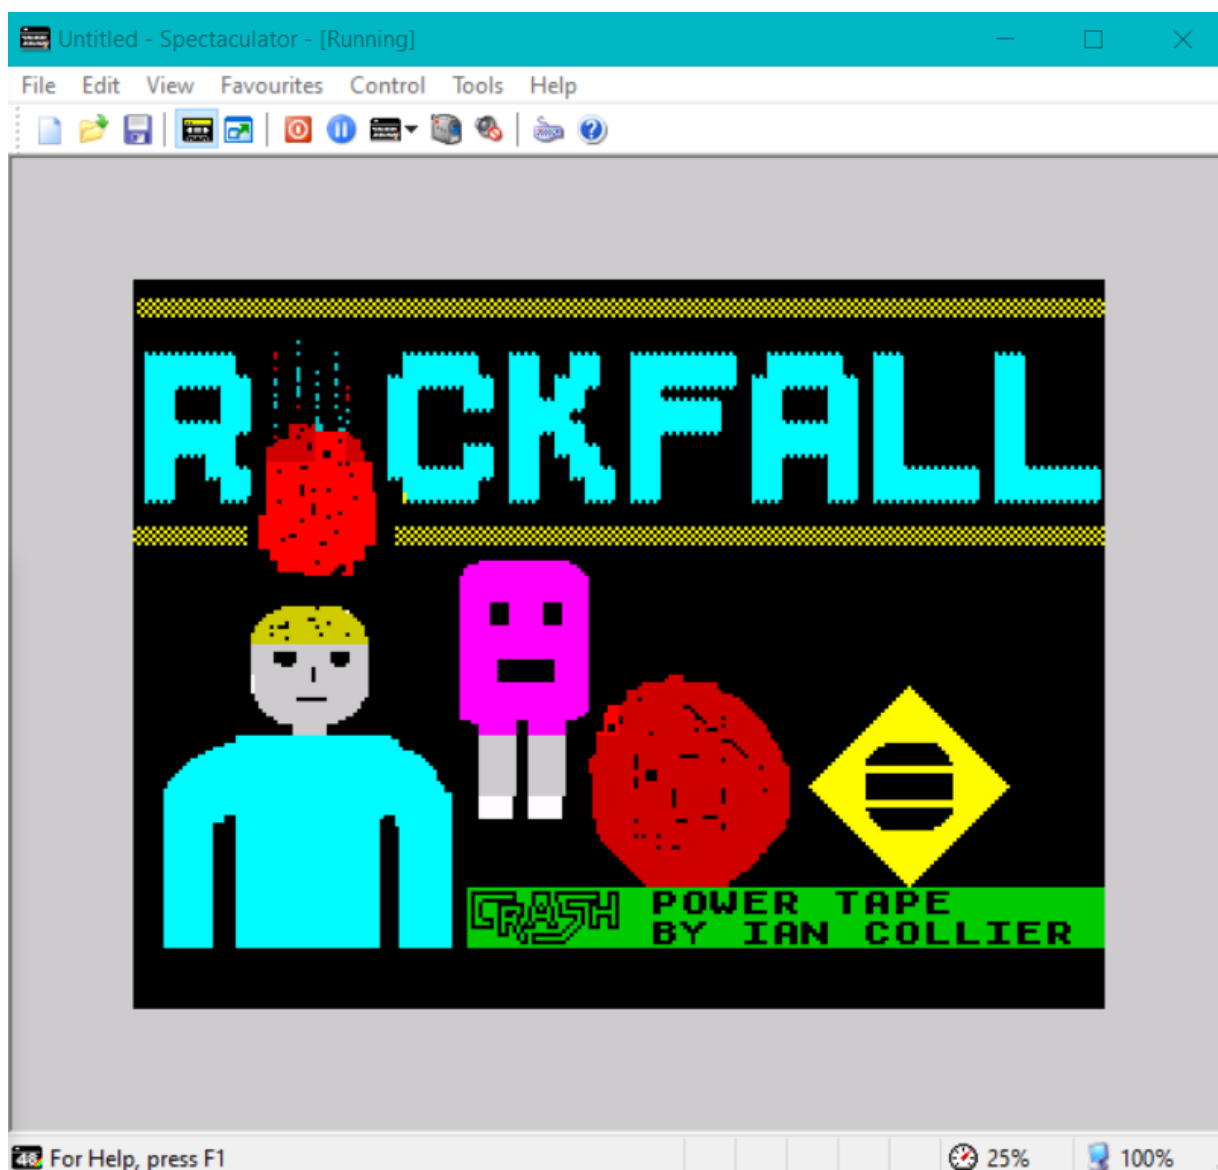 Untitled - Spectaculator - [Running]
File Edit View Favourites Control Tools Help
R CKFALL
CRASH POWER TAPE
BY IAN COLLIER
48 For Help, press F1 25% 100%